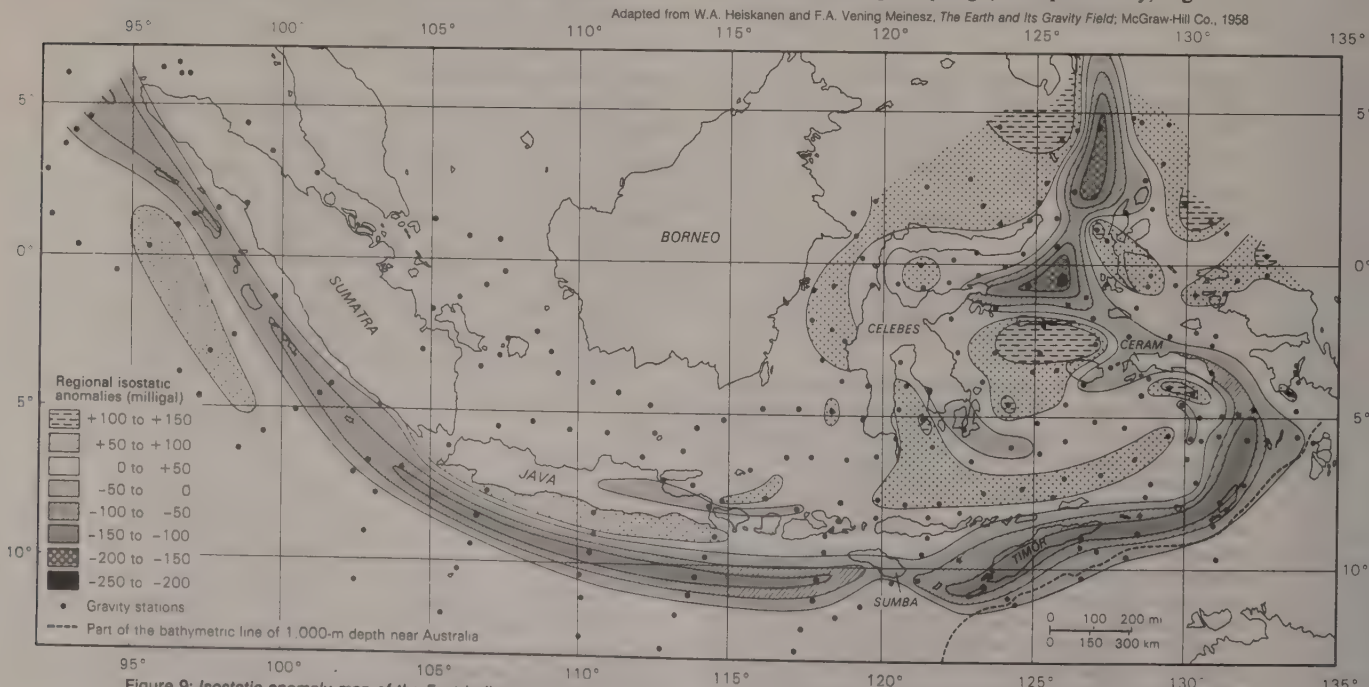 Adapted from W.A. Heiskanen and F.A. Vening Meinesz, The Earth and Its Gravity Field; McGraw-Hill Co., 1958
95° 100° 105° 110° 115° 120° 125° 130° 135°
5° 5°
0° BORNEO 0°
SUMATRA
CELEBES
CERAM
5° 5°
JAVA
10° TIMOR 10°
SUMBA
Regional isostatic
anomalies (milligal)
+100 to +150
+50 to +100
0 to +50
-50 to 0
-100 to -50
-150 to -100
-200 to -150
-250 to -200
Gravity stations
Part of the bathymetric line of 1,000-m depth near Australia
0 100 200 mi
0 150 300 km
95° 100° 105° 110° 115° 120° 125° 130° 135°
Figure 9: Isostatic anomaly map of the East